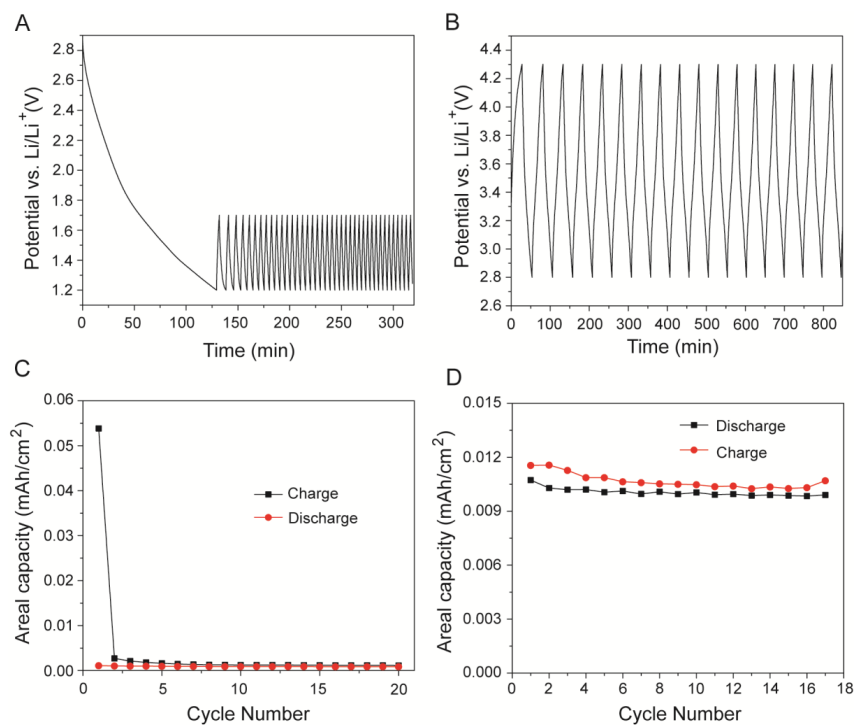 A
Potential vs. Li/Li⁺(V)
2.8
2.6
2.4
2.2
2.0
1.8
1.6
1.4
1.2
0 50 100 150 200 250 300
Time (min)
B
Potential vs. Li/Li⁺(V)
4.4
4.2
4.0
3.8
3.6
3.4
3.2
3.0
2.8
2.6
0 100 200 300 400 500 600 700 800
Time (min)
C
Areal capacity (mAh/cm²)
0.06
0.05
0.04
0.03
0.02
0.01
0.00
Charge
Discharge
0 5 10 15 20
Cycle Number
D
Areal capacity (mAh/cm²)
0.015
0.012
0.009
0.006
0.003
0.000
Discharge
Charge
0 2 4 6 8 10 12 14 16 18
Cycle Number